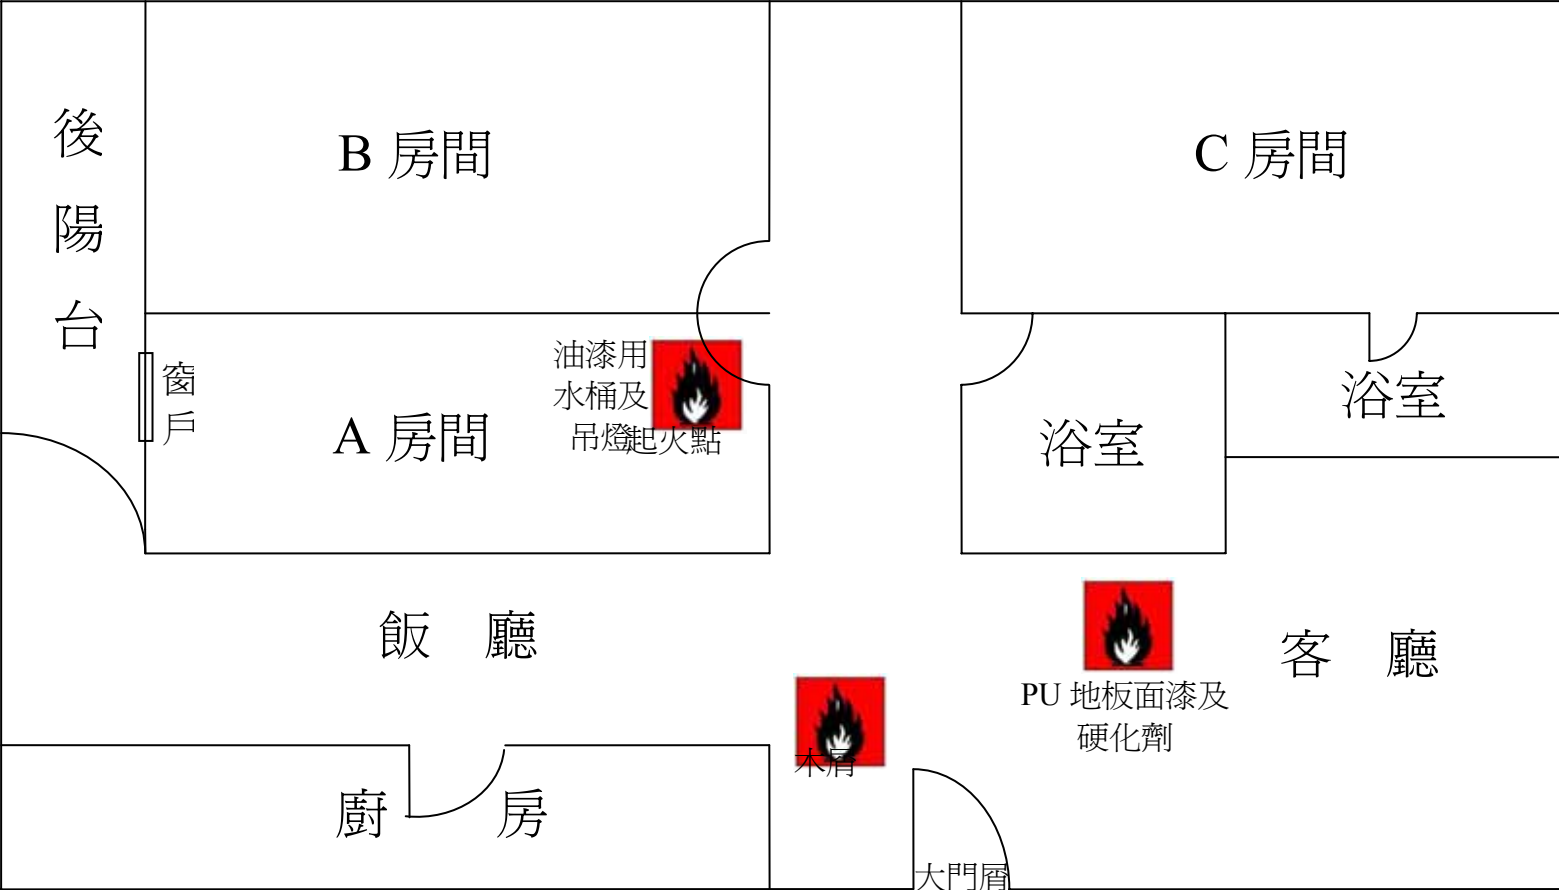 後
陽
台
B 房間
C 房間
窗
戶
油漆用
水桶及
吊燈
起火點
A 房間
浴室
浴室
飯 廳
客 廳
PU 地板面漆及
硬化劑
木屑
廚 房
大門屑